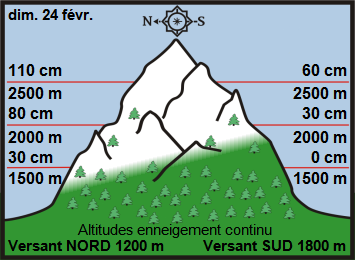 dim. 24 févr.
N S
110 cm 60 cm
2500 m 2500 m
80 cm 30 cm
2000 m 2000 m
30 cm 0 cm
1500 m 1500 m
Altitudes enneigement continu
Versant NORD 1200 m Versant SUD 1800 m